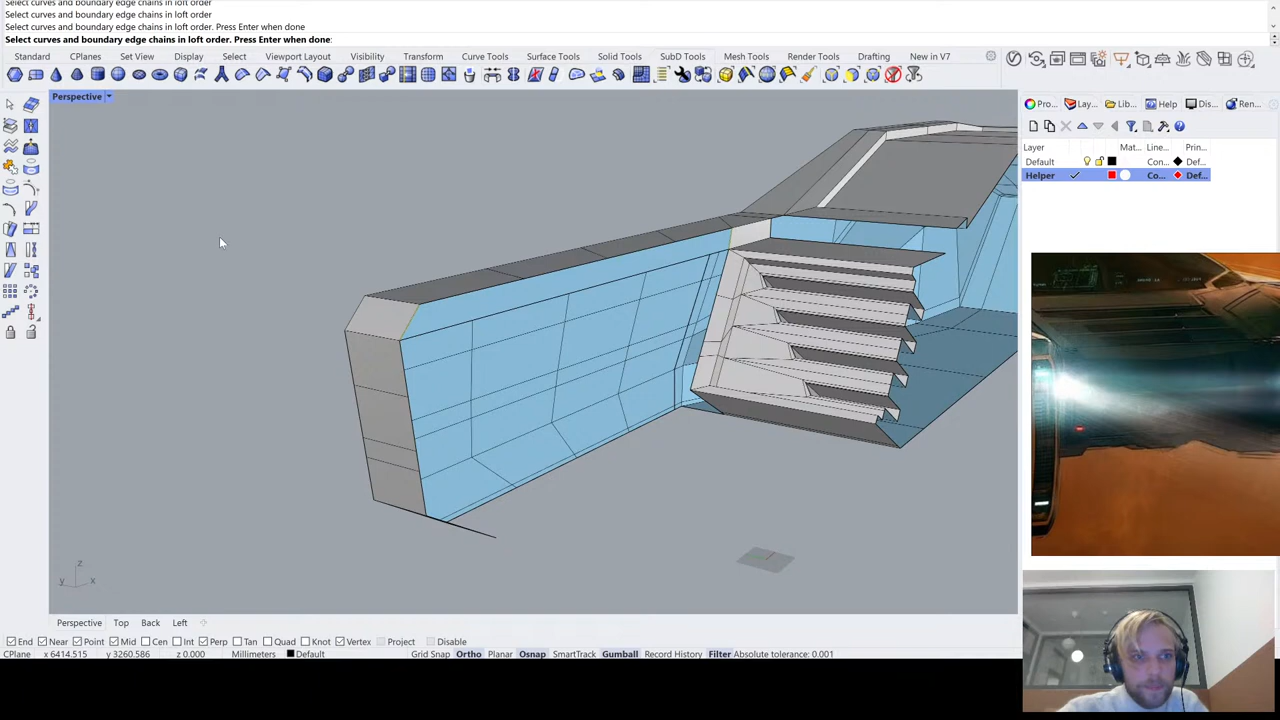 Select curves and boundary edge chains in loft order
Select curves and boundary edge chains in loft order
Select curves and boundary edge chains in loft order. Press Enter when done
Select curves and boundary edge chains in loft order. Press Enter when done:
Standard CPlanes Set View Display Select Viewport Layout Visibility Transform Curve Tools Surface Tools Solid Tools SubD Tools Mesh Tools Render Tools Drafting New in V7
Perspective
Pro... Lay... Lib... Help Dis... Ren...
Layer Mat... Line... Prin...
Default Con... Def...
Helper Co... Def...
z
y x
Perspective Top Back Left
End Near Point Mid Cen Int Perp Tan Quad Knot Vertex Project Disable
CPlane x 6414.515 y 3260.586 z 0.000 Millimeters Default Grid Snap Ortho Planar Osnap SmartTrack Gumball Record History Filter Absolute tolerance: 0.001